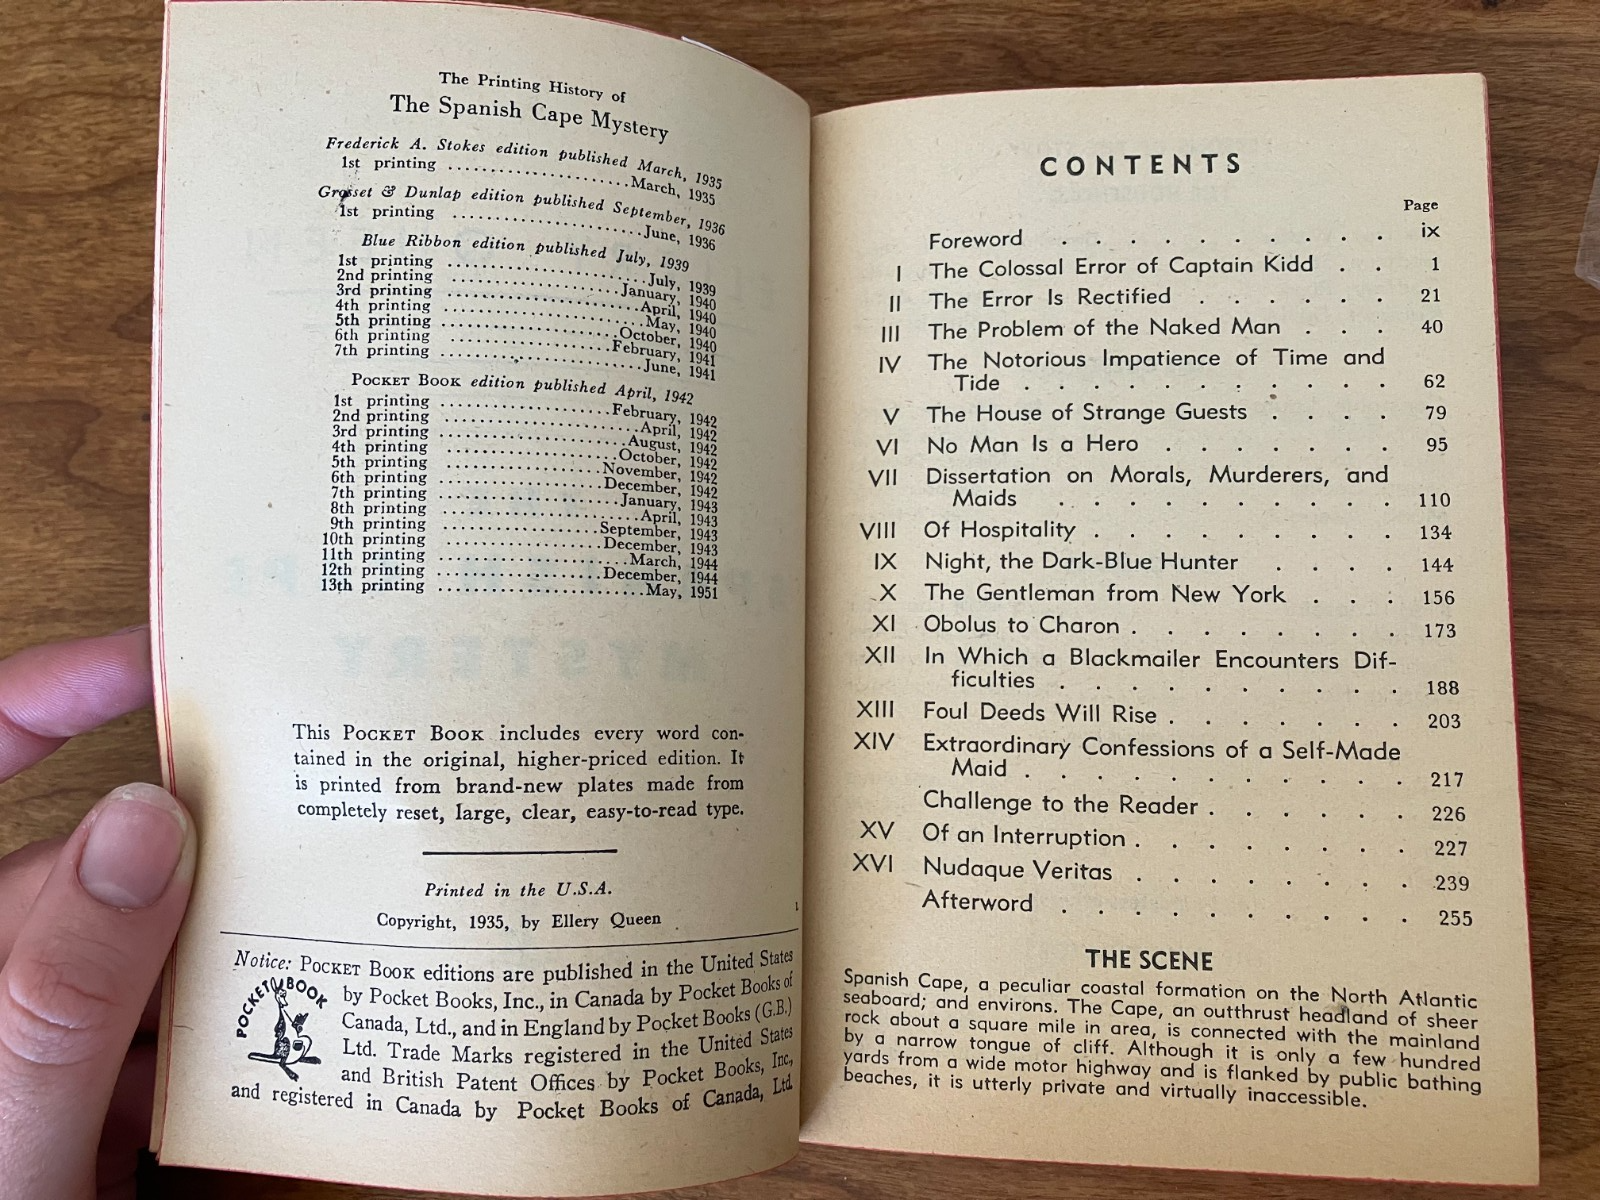 The Printing History of
The Spanish Cape Mystery
Frederick A. Stokes edition published March, 1935
1st printing ........................March, 1935
Grosset & Dunlap edition published September, 1936
1st printing .........................June, 1936
Blue Ribbon edition published July, 1939
1st printing .........................July, 1939
2nd printing ......................January, 1940
3rd printing ........................April, 1940
4th printing .........................May, 1940
5th printing ......................October, 1940
6th printing .....................February, 1941
7th printing .........................June, 1941
POCKET BOOK edition published April, 1942
1st printing .....................February, 1942
2nd printing ........................April, 1942
3rd printing .......................August, 1942
4th printing ......................October, 1942
5th printing .....................November, 1942
6th printing .....................December, 1942
7th printing ......................January, 1943
8th printing ........................April, 1943
9th printing ....................September, 1943
10th printing .....................December, 1943
11th printing ........................March, 1944
12th printing .....................December, 1944
13th printing ..........................May, 1951
This POCKET BOOK includes every word con-
tained in the original, higher-priced edition. It
is printed from brand-new plates made from
completely reset, large, clear, easy-to-read type.
Printed in the U.S.A.
Copyright, 1935, by Ellery Queen
Notice: POCKET BOOK editions are published in the United States
POCKET BOOK
by Pocket Books, Inc., in Canada by Pocket Books of
Canada, Ltd., and in England by Pocket Books (G.B.)
Ltd. Trade Marks registered in the United States
and British Patent Offices by Pocket Books, Inc,
and registered in Canada by Pocket Books of Canada, Ltd.
CONTENTS
Page
Foreword . . . . . . . . . . ix
I The Colossal Error of Captain Kidd . . 1
II The Error Is Rectified . . . . . . 21
III The Problem of the Naked Man . . . 40
IV The Notorious Impatience of Time and
Tide . . . . . . . . . . . 62
V The House of Strange Guests . . . . 79
VI No Man Is a Hero . . . . . . . 95
VII Dissertation on Morals, Murderers, and
Maids . . . . . . . . . . 110
VIII Of Hospitality . . . . . . . . . 134
IX Night, the Dark-Blue Hunter . . . . 144
X The Gentleman from New York . . . 156
XI Obolus to Charon . . . . . . . . 173
XII In Which a Blackmailer Encounters Dif-
ficulties . . . . . . . . . . 188
XIII Foul Deeds Will Rise . . . . . . . 203
XIV Extraordinary Confessions of a Self-Made
Maid . . . . . . . . . . . 217
Challenge to the Reader . . . . . . 226
XV Of an Interruption . . . . . . . . 227
XVI Nudaque Veritas . . . . . . . . 239
Afterword . . . . . . . . . . 255
THE SCENE
Spanish Cape, a peculiar coastal formation on the North Atlantic
seaboard; and environs. The Cape, an outthrust headland of sheer
rock about a square mile in area, is connected with the mainland
by a narrow tongue of cliff. Although it is only a few hundred
yards from a wide motor highway and is flanked by public bathing
beaches, it is utterly private and virtually inaccessible.